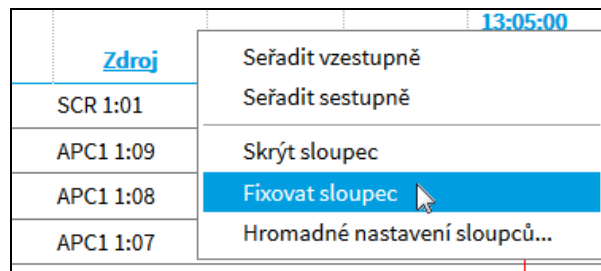 13:05:00
Zdroj
Seřadit vzestupně
SCR 1:01
Seřadit sestupně
APC1 1:09
Skrýt sloupec
APC1 1:08
Fixovat sloupec
APC1 1:07
Hromadné nastavení sloupců...